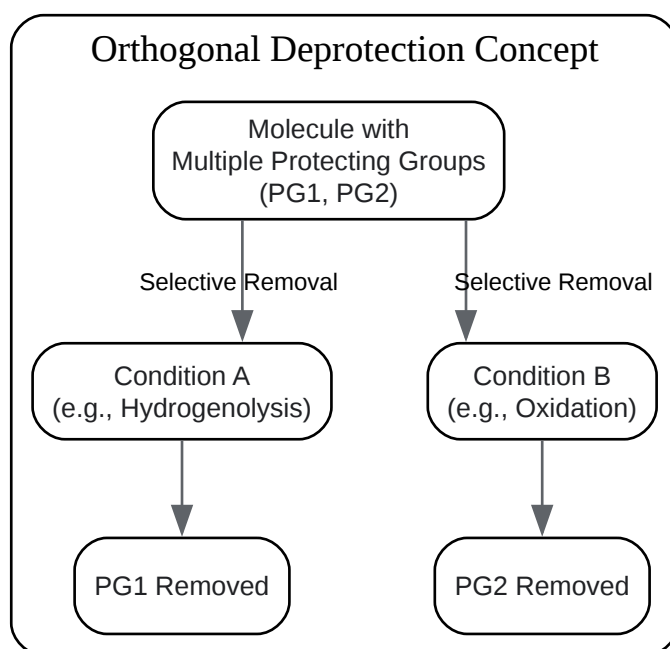 Orthogonal Deprotection Concept
Molecule with
Multiple Protecting Groups
(PG1, PG2)
Selective Removal
Selective Removal
Condition A
(e.g., Hydrogenolysis)
Condition B
(e.g., Oxidation)
PG1 Removed
PG2 Removed